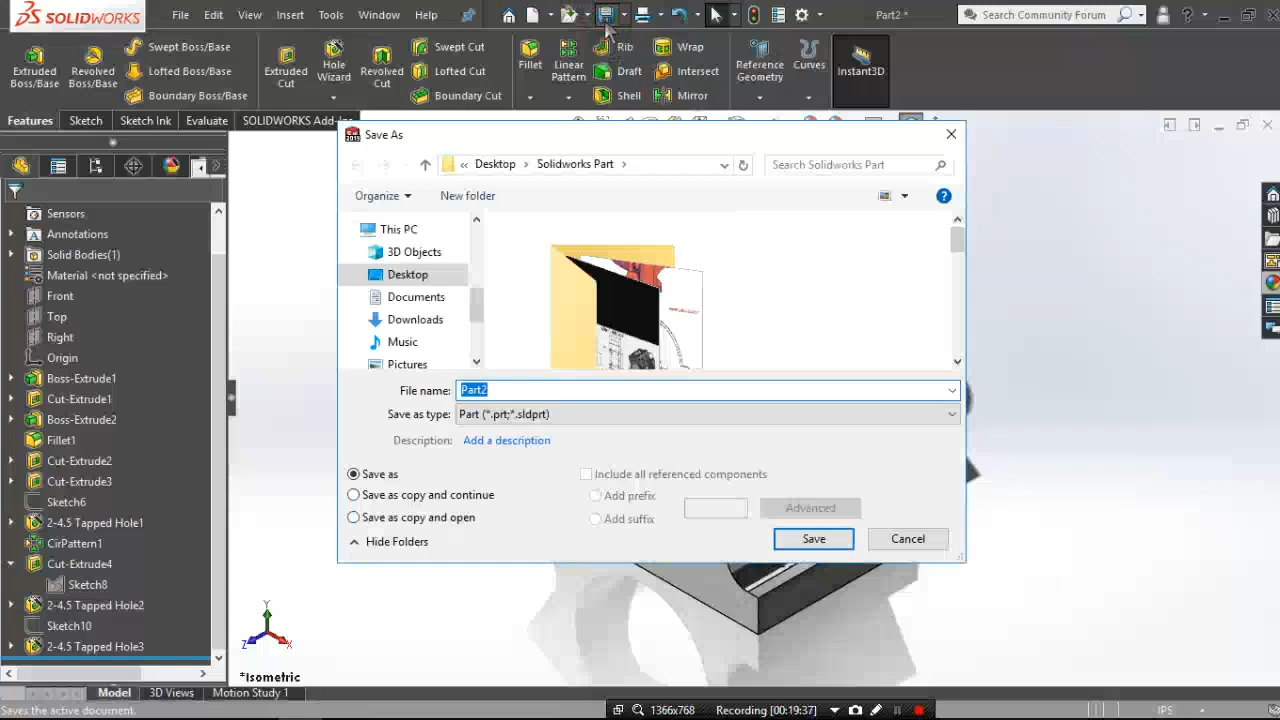 SOLIDWORKS File Edit View Insert Tools Window Help Part2 * Search Community Forum ?
Extruded Boss/Base Revolved Boss/Base Swept Boss/Base Lofted Boss/Base Boundary Boss/Base Extruded Cut Hole Wizard Revolved Cut Swept Cut Lofted Cut Boundary Cut Fillet Linear Pattern Rib Draft Shell Wrap Intersect Mirror Reference Geometry Curves Instant3D
Features Sketch Sketch Ink Evaluate SOLIDWORKS Add-Ins
Sensors
Annotations
Solid Bodies(1)
Material <not specified>
Front
Top
Right
Origin
Boss-Extrude1
Cut-Extrude1
Boss-Extrude2
Fillet1
Cut-Extrude2
Cut-Extrude3
Sketch6
2-4.5 Tapped Hole1
CirPattern1
Cut-Extrude4
Sketch8
2-4.5 Tapped Hole2
Sketch10
2-4.5 Tapped Hole3
Save As
« Desktop › Solidworks Part › Search Solidworks Part
Organize New folder ?
This PC
3D Objects
Desktop
Documents
Downloads
Music
Pictures
File name: Part2
Save as type: Part (*.prt;*.sldprt)
Description: Add a description
Save as Include all referenced components
Save as copy and continue Add prefix Advanced
Save as copy and open Add suffix
Hide Folders Save Cancel
Y
Z X
*Isometric
Model 3D Views Motion Study 1
Saves the active document. 1366x768 Recording [00:19:37] IPS